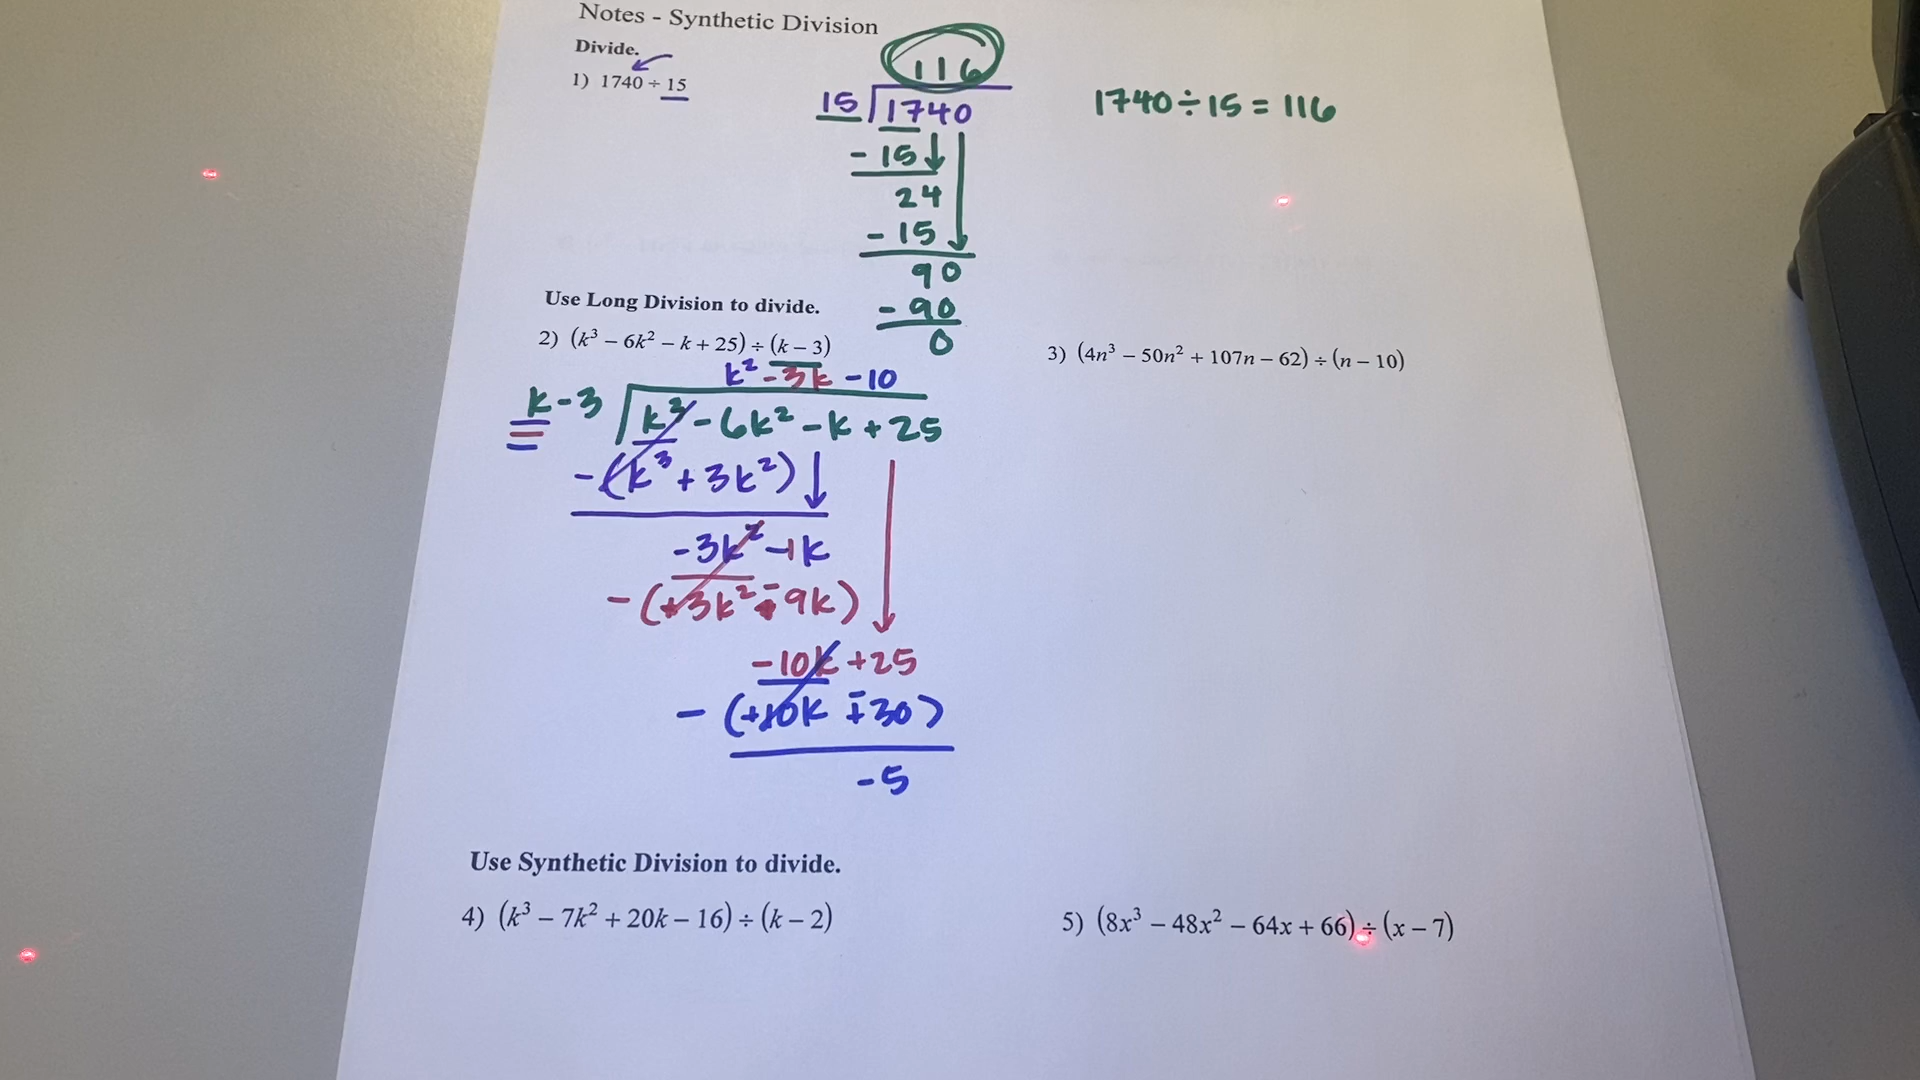 Notes - Synthetic Division
Divide.
1) 1740 ÷ 15
116
15 1740
- 15
24
- 15
90
- 90
0
1740 ÷ 15 = 116
Use Long Division to divide.
2) (k³ – 6k² – k + 25) ÷ (k – 3)
k² - 3k - 10
k - 3 k³ - 6k² - k + 25
- (k³ + 3k²)
-3k² - 1k
- (+3k² - 9k)
-10k + 25
- (+10k - 30)
-5
3) (4n³ – 50n² + 107n – 62) ÷ (n – 10)
Use Synthetic Division to divide.
4) (k³ – 7k² + 20k – 16) ÷ (k – 2)
5) (8x³ – 48x² – 64x + 66) ÷ (x – 7)